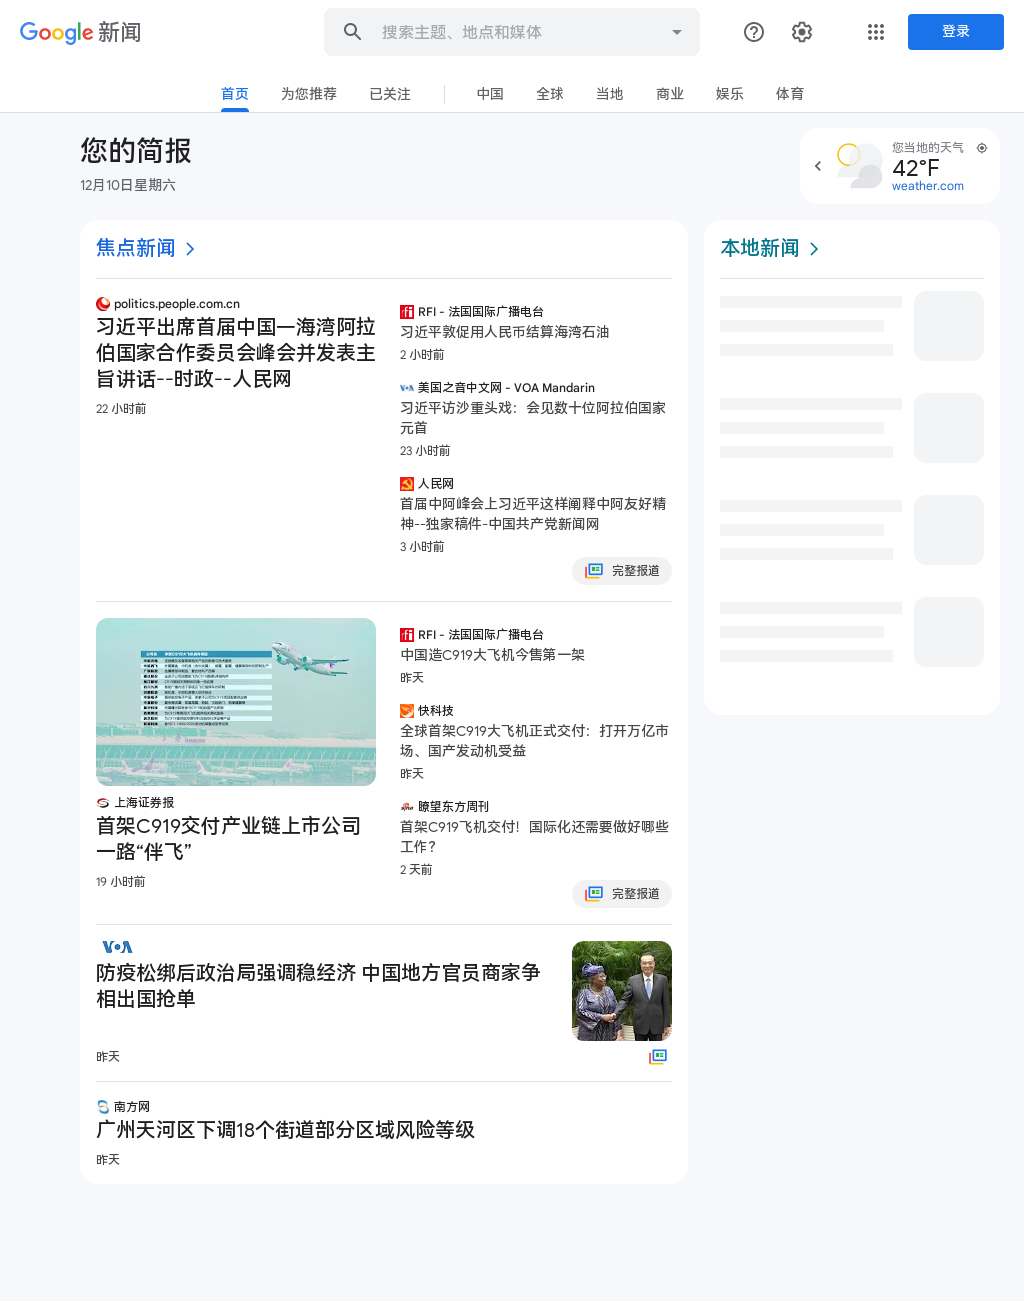 Google 新闻
搜索主题、地点和媒体
登录
首页 为您推荐 已关注 中国 全球 当地 商业 娱乐 体育
您的简报
12月10日星期六
您当地的天气
42°F
weather.com
焦点新闻
politics.people.com.cn
习近平出席首届中国—海湾阿拉
伯国家合作委员会峰会并发表主
旨讲话--时政--人民网
22 小时前
RFI - 法国国际广播电台
习近平敦促用人民币结算海湾石油
2 小时前
VOA 美国之音中文网 - VOA Mandarin
习近平访沙重头戏：会见数十位阿拉伯国家
元首
23 小时前
人民网
首届中阿峰会上习近平这样阐释中阿友好精
神--独家稿件-中国共产党新闻网
3 小时前
完整报道
上海证券报
首架C919交付产业链上市公司
一路“伴飞”
19 小时前
RFI - 法国国际广播电台
中国造C919大飞机今售第一架
昨天
快科技
全球首架C919大飞机正式交付：打开万亿市
场、国产发动机受益
昨天
瞭望东方周刊
首架C919飞机交付！国际化还需要做好哪些
工作？
2 天前
完整报道
VOA
防疫松绑后政治局强调稳经济 中国地方官员商家争
相出国抢单
昨天
南方网
广州天河区下调18个街道部分区域风险等级
昨天
本地新闻